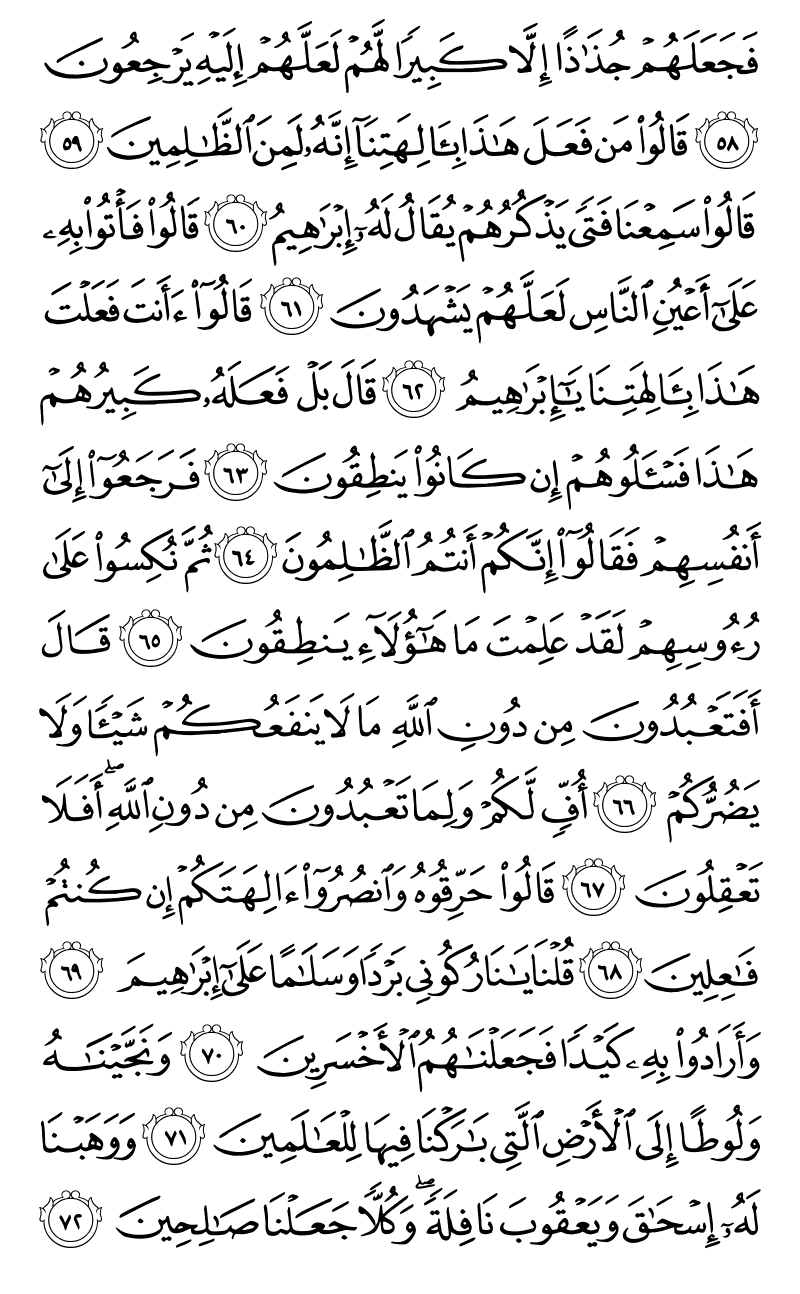 فَجَعَلَهُمْ جُذَٰذًا إِلَّا كَبِيرًا لَّهُمْ لَعَلَّهُمْ إِلَيْهِ يَرْجِعُونَ
٥٨ قَالُوا۟ مَن فَعَلَ هَـٰذَا بِـَٔالِهَتِنَآ إِنَّهُۥ لَمِنَ ٱلظَّـٰلِمِينَ ٥٩
قَالُوا۟ سَمِعْنَا فَتًى يَذْكُرُهُمْ يُقَالُ لَهُۥٓ إِبْرَٰهِيمُ ٦٠ قَالُوا۟ فَأْتُوا۟ بِهِۦ
عَلَىٰٓ أَعْيُنِ ٱلنَّاسِ لَعَلَّهُمْ يَشْهَدُونَ ٦١ قَالُوٓا۟ ءَأَنتَ فَعَلْتَ
هَـٰذَا بِـَٔالِهَتِنَا يَـٰٓإِبْرَٰهِيمُ ٦٢ قَالَ بَلْ فَعَلَهُۥ كَبِيرُهُمْ
هَـٰذَا فَسْـَٔلُوهُمْ إِن كَانُوا۟ يَنطِقُونَ ٦٣ فَرَجَعُوٓا۟ إِلَىٰٓ
أَنفُسِهِمْ فَقَالُوٓا۟ إِنَّكُمْ أَنتُمُ ٱلظَّـٰلِمُونَ ٦٤ ثُمَّ نُكِسُوا۟ عَلَىٰ
رُءُوسِهِمْ لَقَدْ عَلِمْتَ مَا هَـٰٓؤُلَآءِ يَنطِقُونَ ٦٥ قَالَ
أَفَتَعْبُدُونَ مِن دُونِ ٱللَّهِ مَا لَا يَنفَعُكُمْ شَيْـًٔا وَلَا
يَضُرُّكُمْ ٦٦ أُفٍّ لَّكُمْ وَلِمَا تَعْبُدُونَ مِن دُونِ ٱللَّهِ ۖ أَفَلَا
تَعْقِلُونَ ٦٧ قَالُوا۟ حَرِّقُوهُ وَٱنصُرُوٓا۟ ءَالِهَتَكُمْ إِن كُنتُمْ
فَـٰعِلِينَ ٦٨ قُلْنَا يَـٰنَارُ كُونِى بَرْدًا وَسَلَـٰمًا عَلَىٰٓ إِبْرَٰهِيمَ ٦٩
وَأَرَادُوا۟ بِهِۦ كَيْدًا فَجَعَلْنَـٰهُمُ ٱلْأَخْسَرِينَ ٧٠ وَنَجَّيْنَـٰهُ
وَلُوطًا إِلَى ٱلْأَرْضِ ٱلَّتِى بَـٰرَكْنَا فِيهَا لِلْعَـٰلَمِينَ ٧١ وَوَهَبْنَا
لَهُۥٓ إِسْحَـٰقَ وَيَعْقُوبَ نَافِلَةً ۖ وَكُلًّا جَعَلْنَا صَـٰلِحِينَ ٧٢